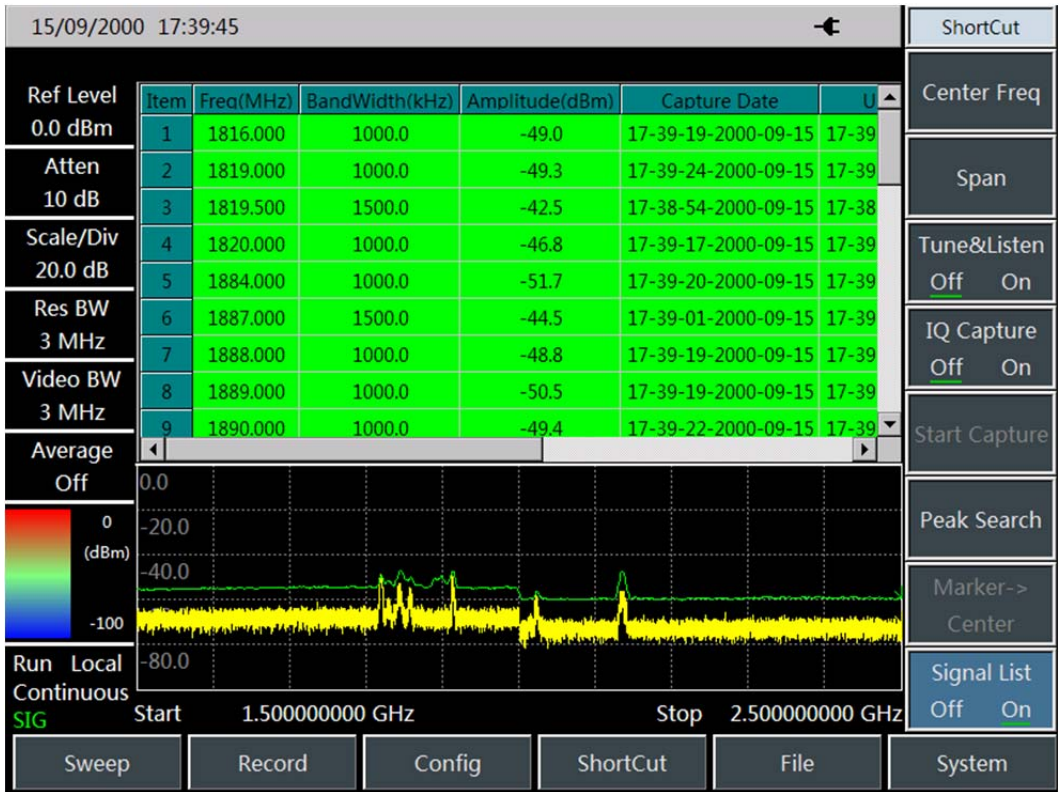 15/09/2000 17:39:45
ShortCut
Ref Level
0.0 dBm
Atten
10 dB
Scale/Div
20.0 dB
Res BW
3 MHz
Video BW
3 MHz
Average
Off
0
(dBm)
-100
Run Local
Continuous
SIG
Item Freq(MHz) BandWidth(kHz) Amplitude(dBm) Capture Date U
1 1816.000 1000.0 -49.0 17-39-19-2000-09-15 17-39
2 1819.000 1000.0 -49.3 17-39-24-2000-09-15 17-39
3 1819.500 1500.0 -42.5 17-38-54-2000-09-15 17-38
4 1820.000 1000.0 -46.8 17-39-17-2000-09-15 17-39
5 1884.000 1000.0 -51.7 17-39-20-2000-09-15 17-39
6 1887.000 1500.0 -44.5 17-39-01-2000-09-15 17-39
7 1888.000 1000.0 -48.8 17-39-19-2000-09-15 17-39
8 1889.000 1000.0 -50.5 17-39-19-2000-09-15 17-39
9 1890.000 1000.0 -49.4 17-39-22-2000-09-15 17-39
0.0
-20.0
-40.0
-80.0
Start 1.500000000 GHz Stop 2.500000000 GHz
Center Freq
Span
Tune&Listen
Off On
IQ Capture
Off On
Start Capture
Peak Search
Marker->
Center
Signal List
Off On
Sweep Record Config ShortCut File System